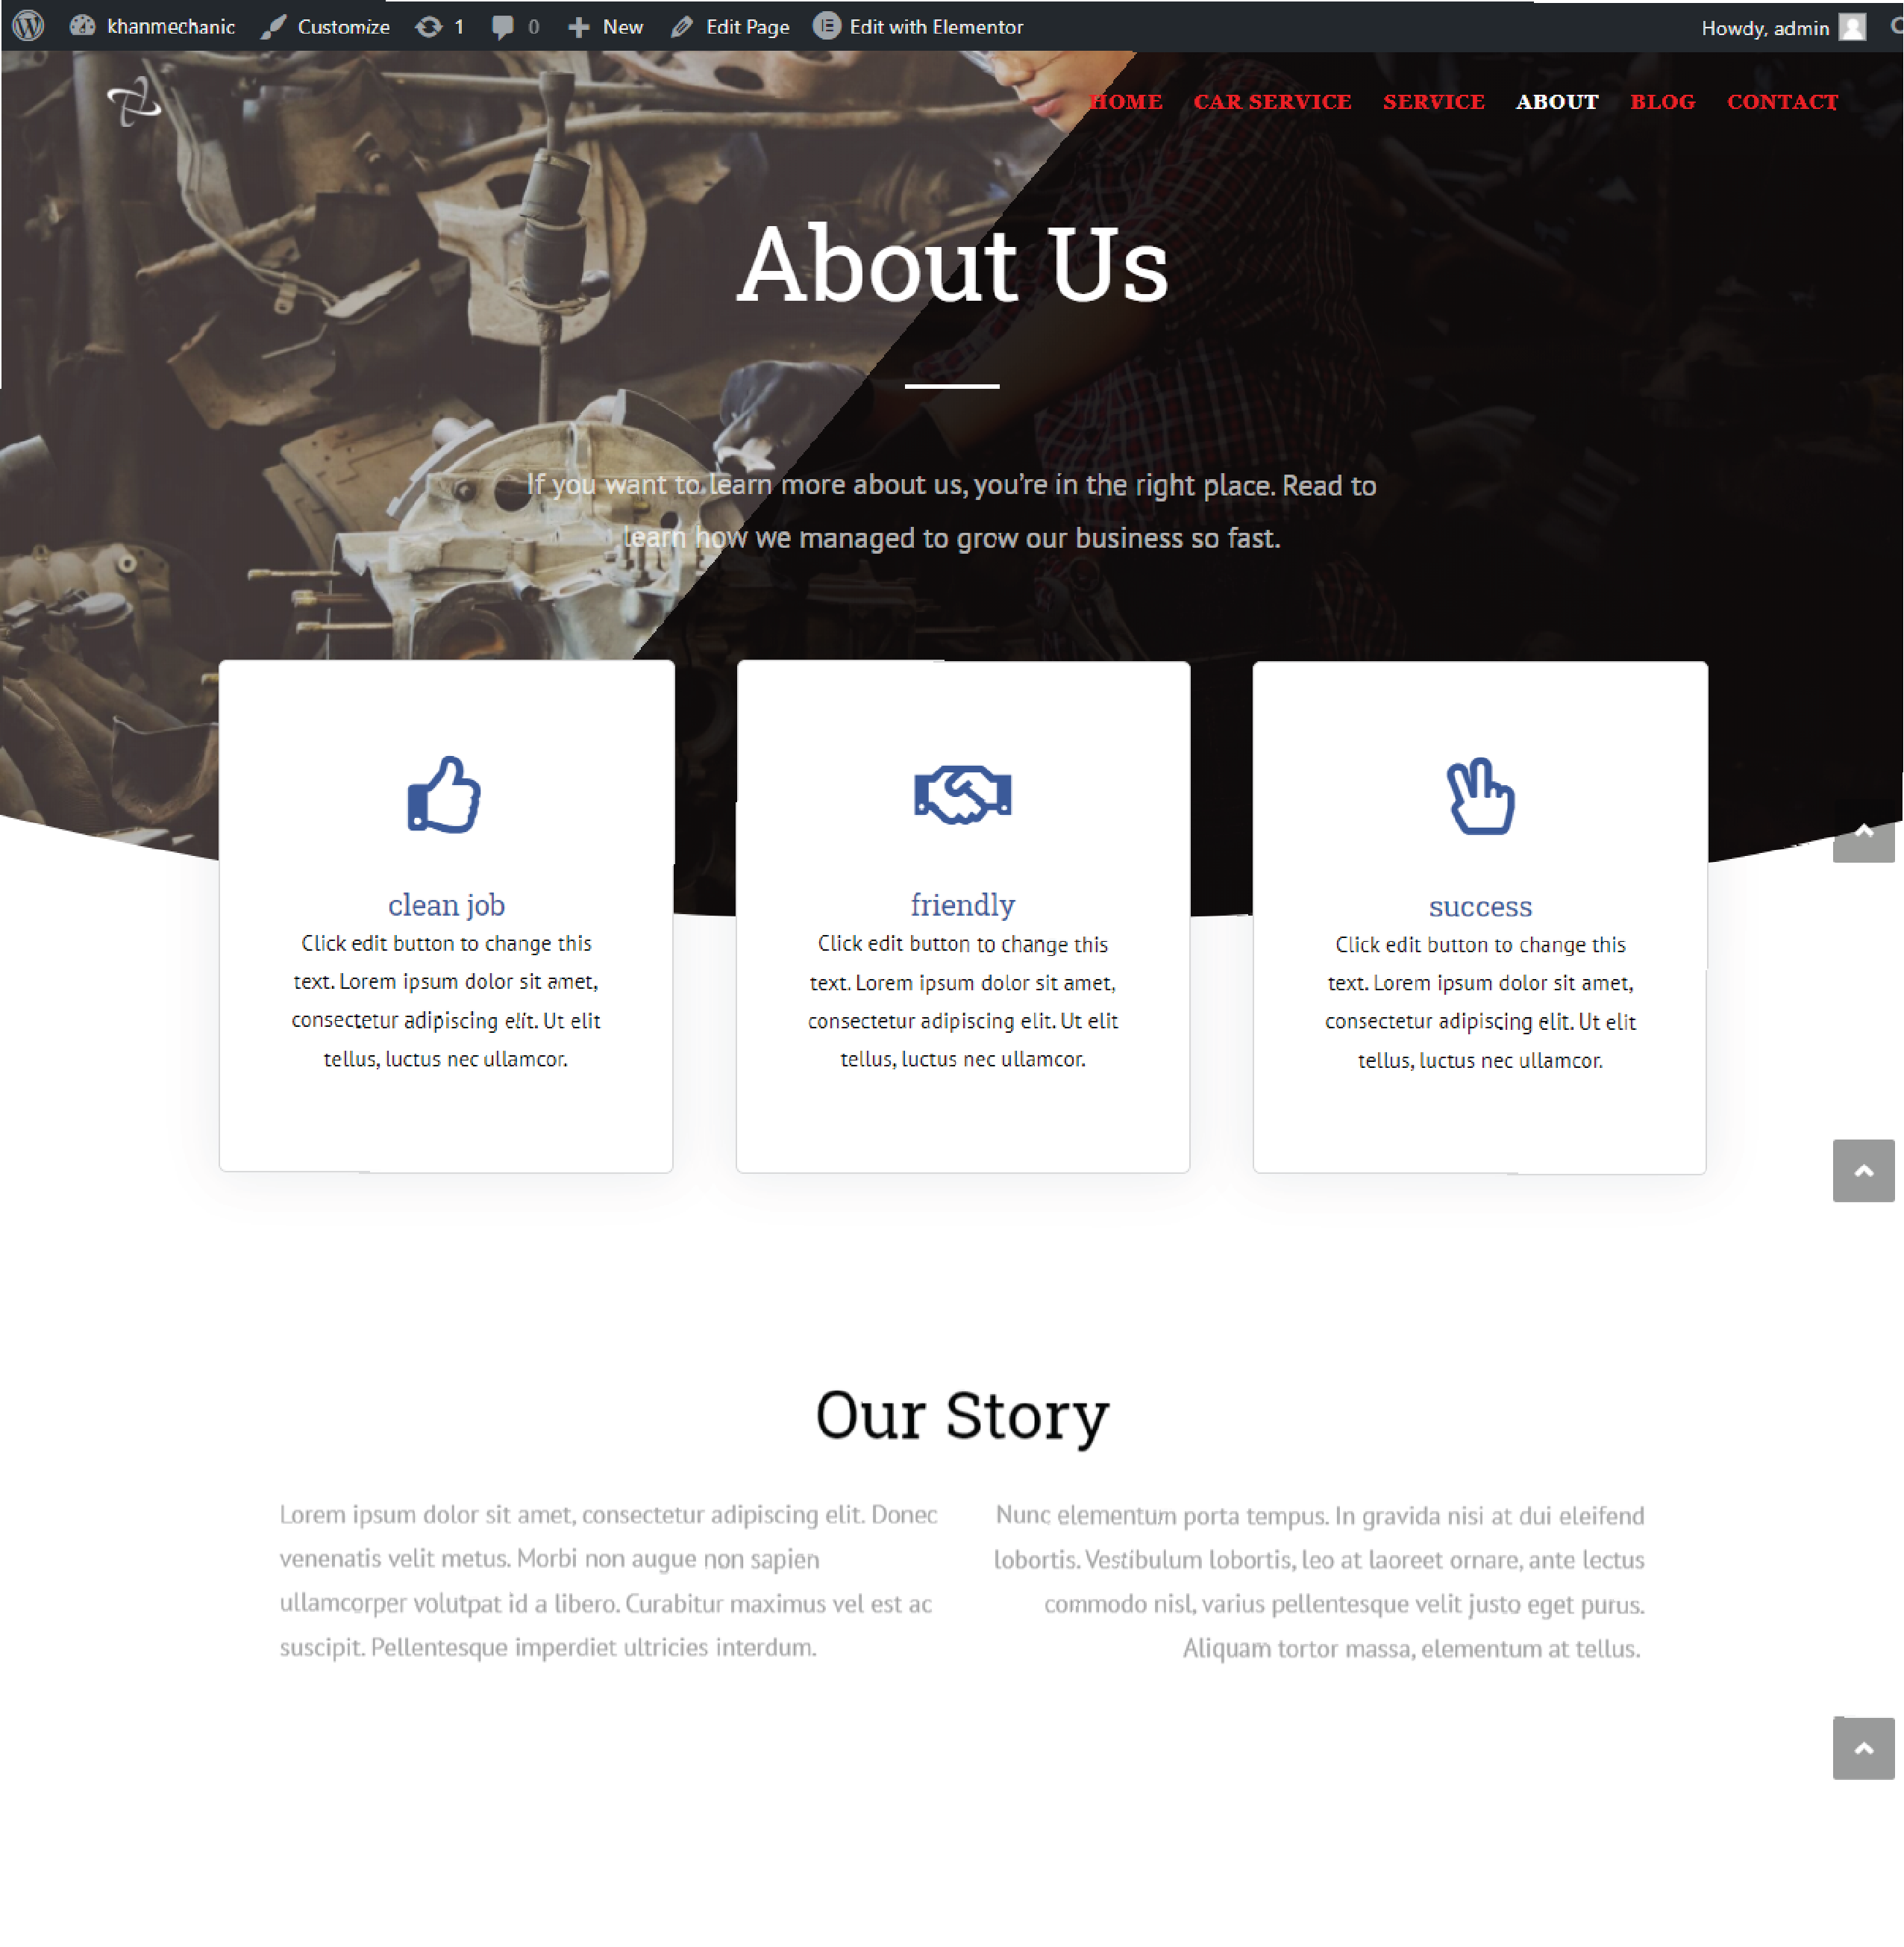 khanmechanic Customize 1 0 New Edit Page Edit with Elementor Howdy, admin
HOME CAR SERVICE SERVICE ABOUT BLOG CONTACT
About Us
If you want to learn more about us, you're in the right place. Read to
learn how we managed to grow our business so fast.
clean job
Click edit button to change this
text. Lorem ipsum dolor sit amet,
consectetur adipiscing elit. Ut elit
tellus, luctus nec ullamcor.
friendly
Click edit button to change this
text. Lorem ipsum dolor sit amet,
consectetur adipiscing elit. Ut elit
tellus, luctus nec ullamcor.
success
Click edit button to change this
text. Lorem ipsum dolor sit amet,
consectetur adipiscing elit. Ut elit
tellus, luctus nec ullamcor.
Our Story
Lorem ipsum dolor sit amet, consectetur adipiscing elit. Donec
venenatis velit metus. Morbi non augue non sapien
ullamcorper volutpat id a libero. Curabitur maximus vel est ac
suscipit. Pellentesque imperdiet ultricies interdum.
Nunc elementum porta tempus. In gravida nisi at dui eleifend
lobortis. Vestibulum lobortis, leo at laoreet ornare, ante lectus
commodo nisl, varius pellentesque velit justo eget purus.
Aliquam tortor massa, elementum at tellus.